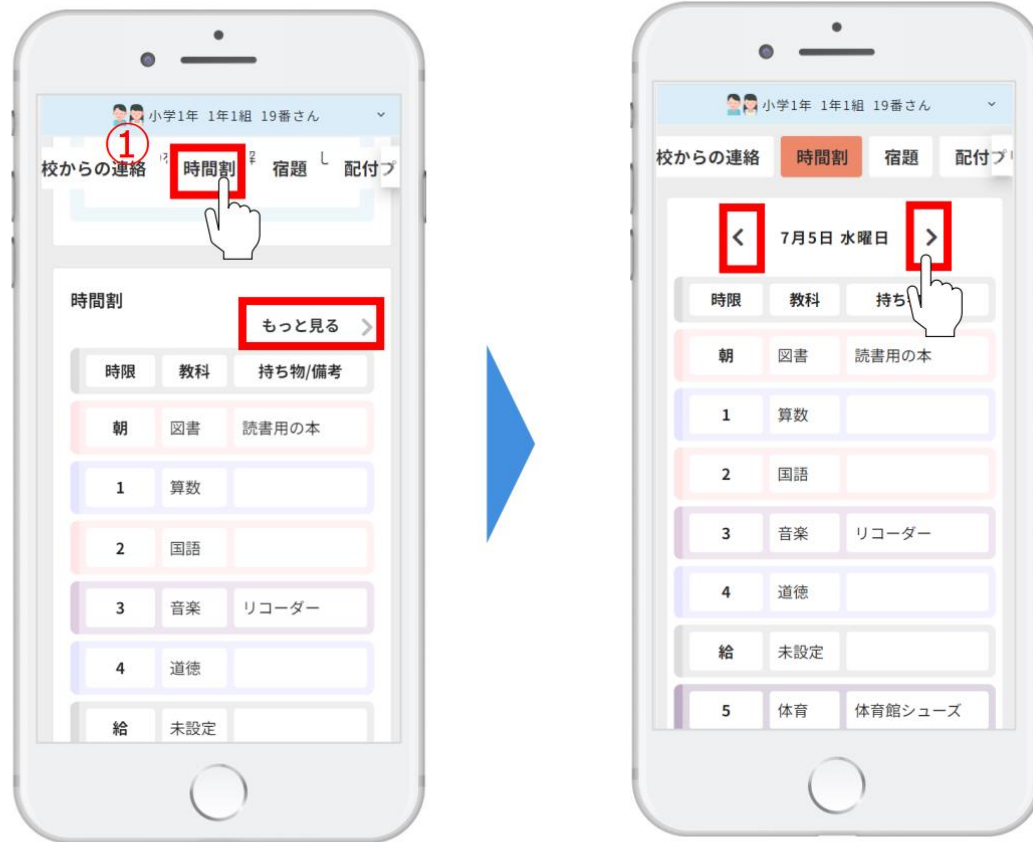 小学1年 1年1組 19番さん
①
校からの連絡 時間割 宿題 し 配付プ
時間割
もっと見る
時限 教科 持ち物/備考
朝 図書 読書用の本
1 算数
2 国語
3 音楽 リコーダー
4 道徳
給 未設定
小学1年 1年1組 19番さん
校からの連絡 時間割 宿題 配付プ
7月5日 水曜日
時限 教科 持ち
朝 図書 読書用の本
1 算数
2 国語
3 音楽 リコーダー
4 道徳
給 未設定
5 体育 体育館シューズ